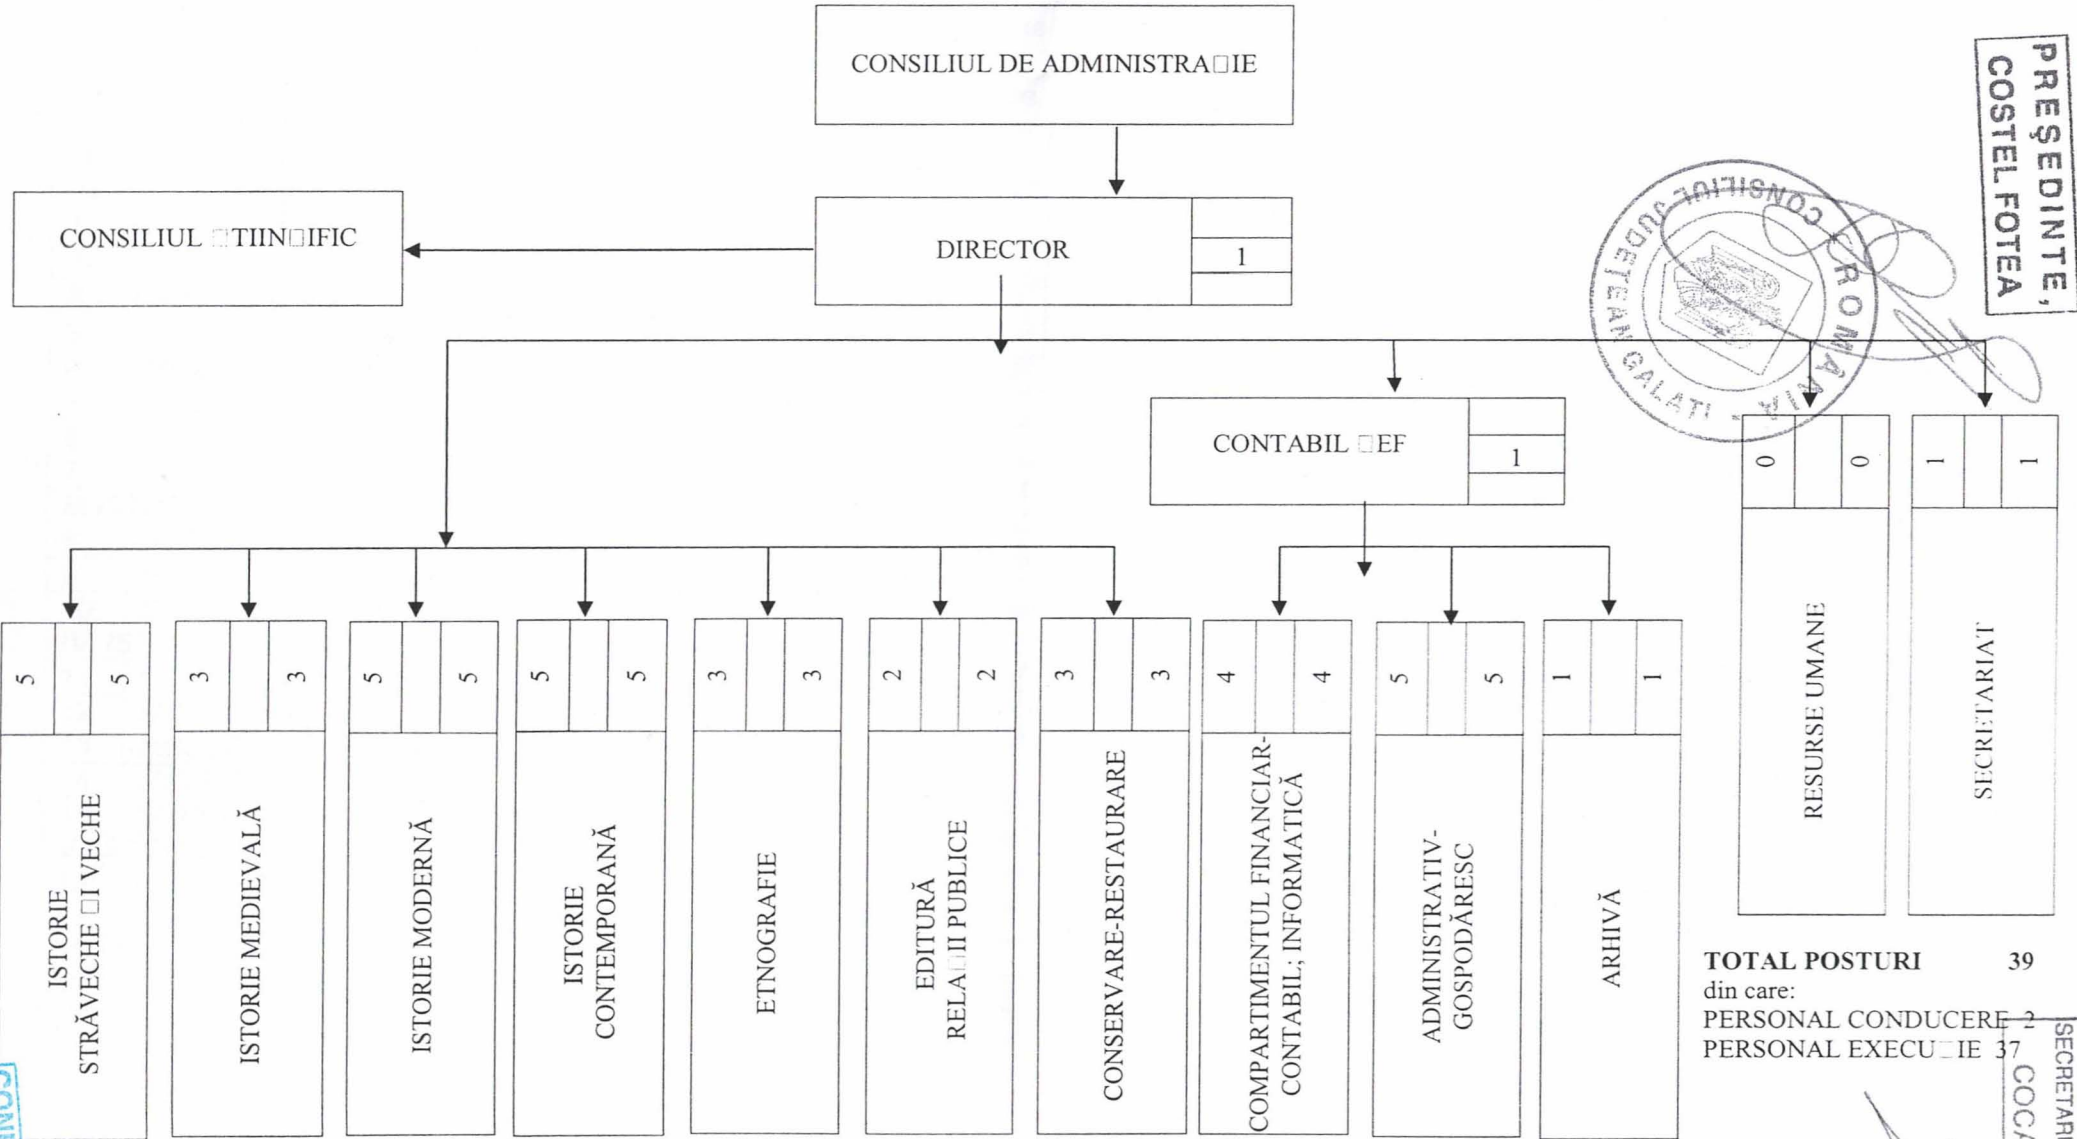 CONSILIUL DE ADMINISTRA□IE
PREŞEDINTE,
COSTEL FOTEA
CONSILIUL □TIIN□IFIC
DIRECTOR
1
CONSILIUL JUDEŢEAN GALAŢI - ROMÂNIA
CONTABIL □EF
1
0 0
RESURSE UMANE
1 1
SECRETARIAT
5 5
ISTORIE
STRĂVECHE □I VECHE
3 3
ISTORIE MEDIEVALĂ
5 5
ISTORIE MODERNĂ
5 5
ISTORIE
CONTEMPORANĂ
3 3
ETNOGRAFIE
2 2
EDITURĂ
RELA□II PUBLICE
3 3
CONSERVARE-RESTAURARE
4 4
COMPARTIMENTUL FINANCIAR-
CONTABIL; INFORMATICĂ
5 5
ADMINISTRATIV-
GOSPODĂRESC
1 1
ARHIVĂ
TOTAL POSTURI 39
din care:
PERSONAL CONDUCERE 2
PERSONAL EXECU□IE 37